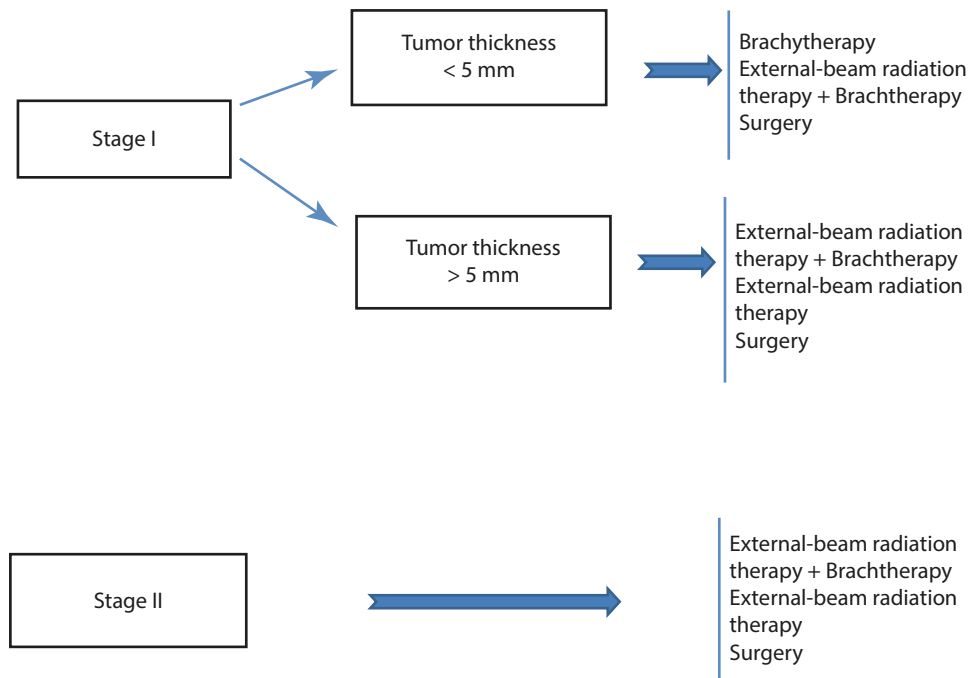 Stage I
Tumor thickness
< 5 mm
Brachytherapy
External-beam radiation
therapy + Brachtherapy
Surgery
Tumor thickness
> 5 mm
External-beam radiation
therapy + Brachtherapy
External-beam radiation
therapy
Surgery
Stage II
External-beam radiation
therapy + Brachtherapy
External-beam radiation
therapy
Surgery